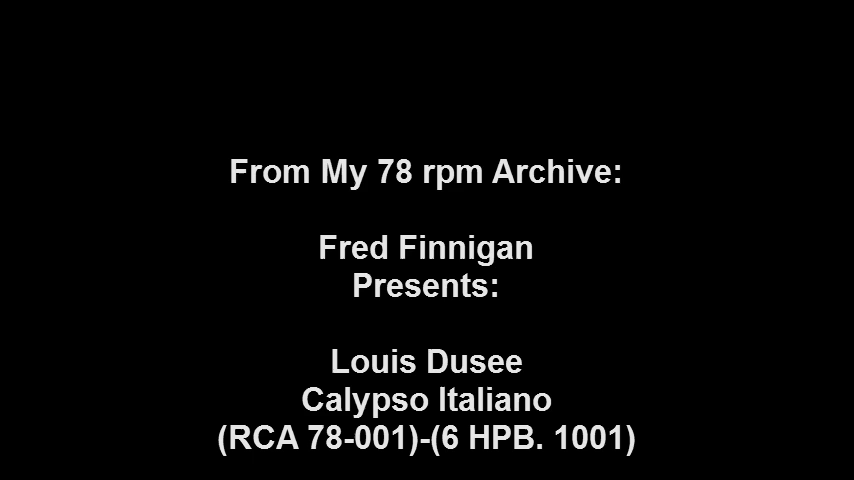 From My 78 rpm Archive:
Fred Finnigan
Presents:
Louis Dusee
Calypso Italiano
(RCA 78-001)-(6 HPB. 1001)